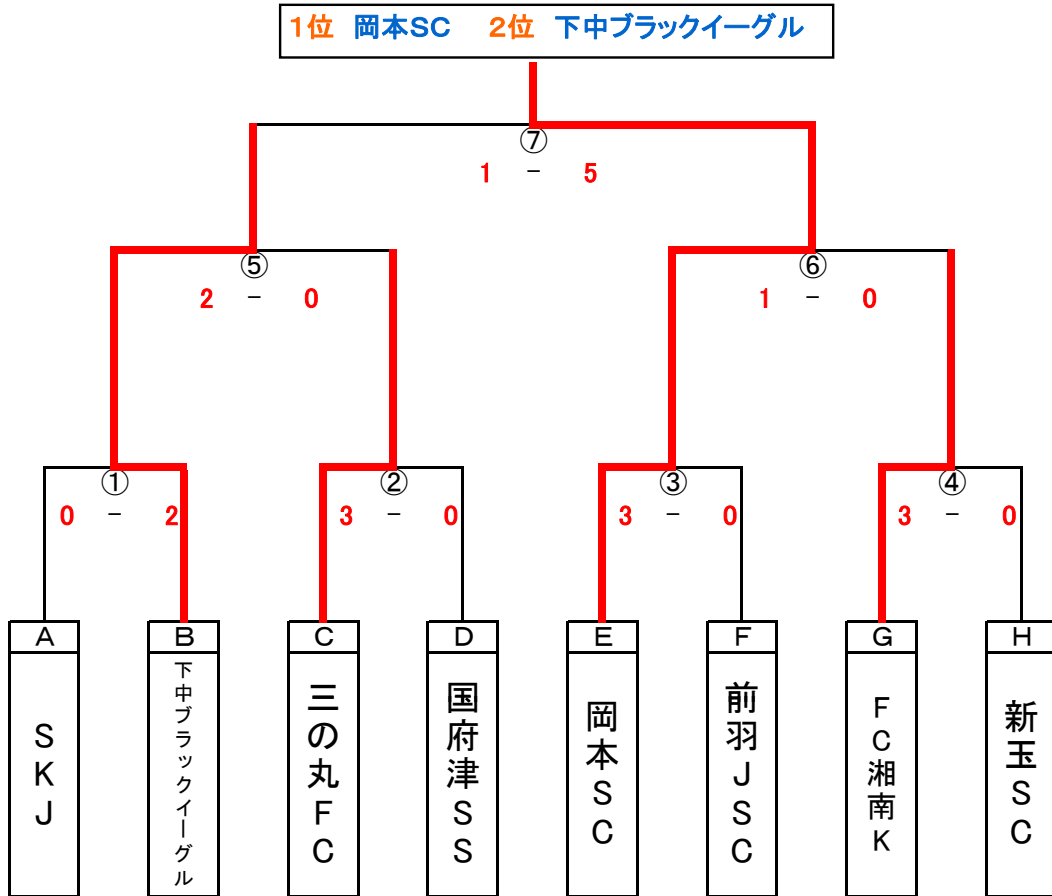 1位 岡本SC 2位 下中ブラックイーグル
⑦
1 - 5
⑤ ⑥
2 - 0 1 - 0
① ② ③ ④
0 - 2 3 - 0 3 - 0 3 - 0
A B C D E F G H
SKJ
下中ブラックイーグル
三の丸FC
国府津SS
岡本SC
前羽JSC
FC湘南K
新玉SC